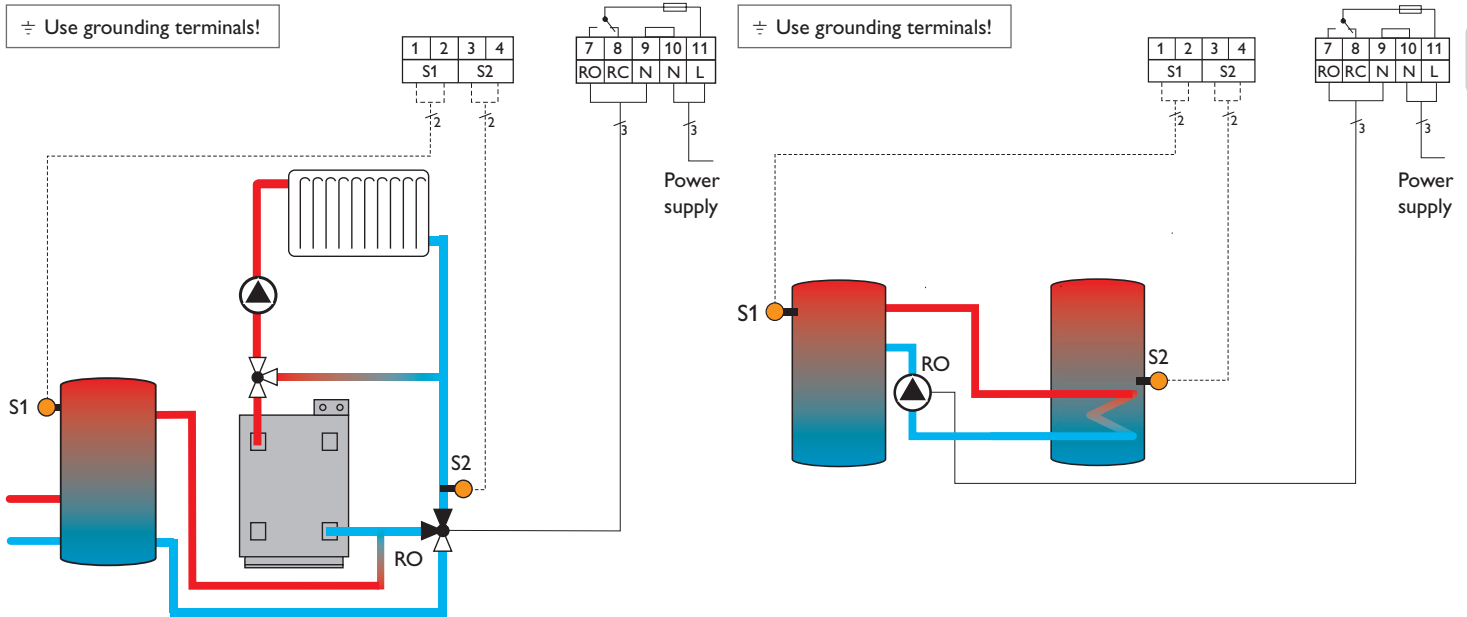 ⏚ Use grounding terminals!
1 2 3 4
S1 S2
2 2
7 8 9 10 11
RO RC N N L
3 3
Power
supply
S1
S2
RO
⏚ Use grounding terminals!
1 2 3 4
S1 S2
2 2
7 8 9 10 11
RO RC N N L
3 3
Power
supply
S1
RO
S2